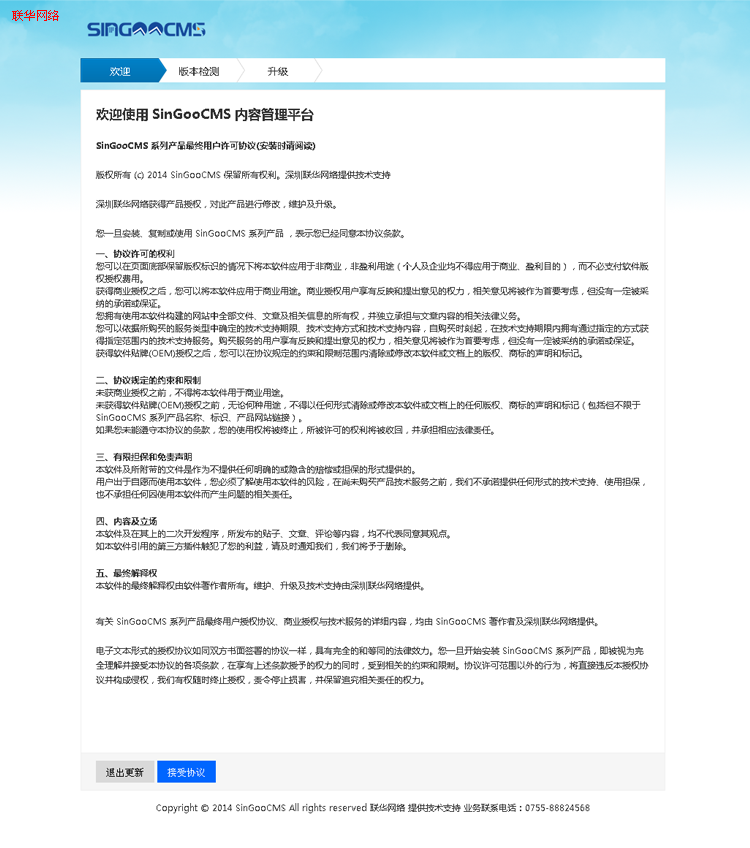 联华网络
SINGOOCMS
欢迎
版本检测
升级
欢迎使用 SinGooCMS 内容管理平台
SinGooCMS 系列产品最终用户许可协议(安装时请阅读)
版权所有 (c) 2014 SinGooCMS 保留所有权利。深圳联华网络提供技术支持
深圳联华网络获得产品授权，对此产品进行修改，维护及升级。
您一旦安装、复制或使用 SinGooCMS 系列产品 ，表示您已经同意本协议条款。
一、协议许可的权利
您可以在页面底部保留版权标识的情况下将本软件应用于非商业，非盈利用途（个人及企业均不得应用于商业、盈利目的），而不必支付软件版
权授权费用。
获得商业授权之后，您可以将本软件应用于商业用途。商业授权用户享有反映和提出意见的权力，相关意见将被作为首要考虑，但没有一定被采
纳的承诺或保证。
您拥有使用本软件构建的网站中全部文件、文章及相关信息的所有权，并独立承担与文章内容的相关法律义务。
您可以依据所购买的服务类型中确定的技术支持期限、技术支持方式和技术支持内容，自购买时刻起，在技术支持期限内拥有通过指定的方式获
得指定范围内的技术支持服务。购买服务的用户享有反映和提出意见的权力，相关意见将被作为首要考虑，但没有一定被采纳的承诺或保证。
获得软件贴牌(OEM)授权之后，您可以在协议规定的约束和限制范围内清除或修改本软件或文档上的版权、商标的声明和标记。
二、协议规定的约束和限制
未获商业授权之前，不得将本软件用于商业用途。
未获得软件贴牌(OEM)授权之前，无论何种用途，不得以任何形式清除或修改本软件或文档上的任何版权、商标的声明和标记（包括但不限于
SinGooCMS 系列产品名称、标识、产品网站链接）。
如果您未能遵守本协议的条款，您的使用权将被终止，所被许可的权利将被收回，并承担相应法律责任。
三、有限担保和免责声明
本软件及所附带的文件是作为不提供任何明确的或隐含的赔偿或担保的形式提供的。
用户出于自愿而使用本软件，您必须了解使用本软件的风险，在尚未购买产品技术服务之前，我们不承诺提供任何形式的技术支持、使用担保，
也不承担任何因使用本软件而产生问题的相关责任。
四、内容及立场
本软件及在其上的二次开发程序，所发布的贴子、文章、评论等内容，均不代表同意其观点。
如本软件引用的第三方插件触犯了您的利益，请及时通知我们，我们将予于删除。
五、最终解释权
本软件的最终解释权由软件著作者所有。维护、升级及技术支持由深圳联华网络提供。
有关 SinGooCMS 系列产品最终用户授权协议、商业授权与技术服务的详细内容，均由 SinGooCMS 著作者及深圳联华网络提供。
电子文本形式的授权协议如同双方书面签署的协议一样，具有完全的和等同的法律效力。您一旦开始安装 SinGooCMS 系列产品，即被视为完
全理解并接受本协议的各项条款，在享有上述条款授予的权力的同时，受到相关的约束和限制。协议许可范围以外的行为，将直接违反本授权协
议并构成侵权，我们有权随时终止授权，责令停止损害，并保留追究相关责任的权力。
退出更新
接受协议
Copyright © 2014 SinGooCMS All rights reserved 联华网络 提供技术支持 业务联系电话：0755-88824568